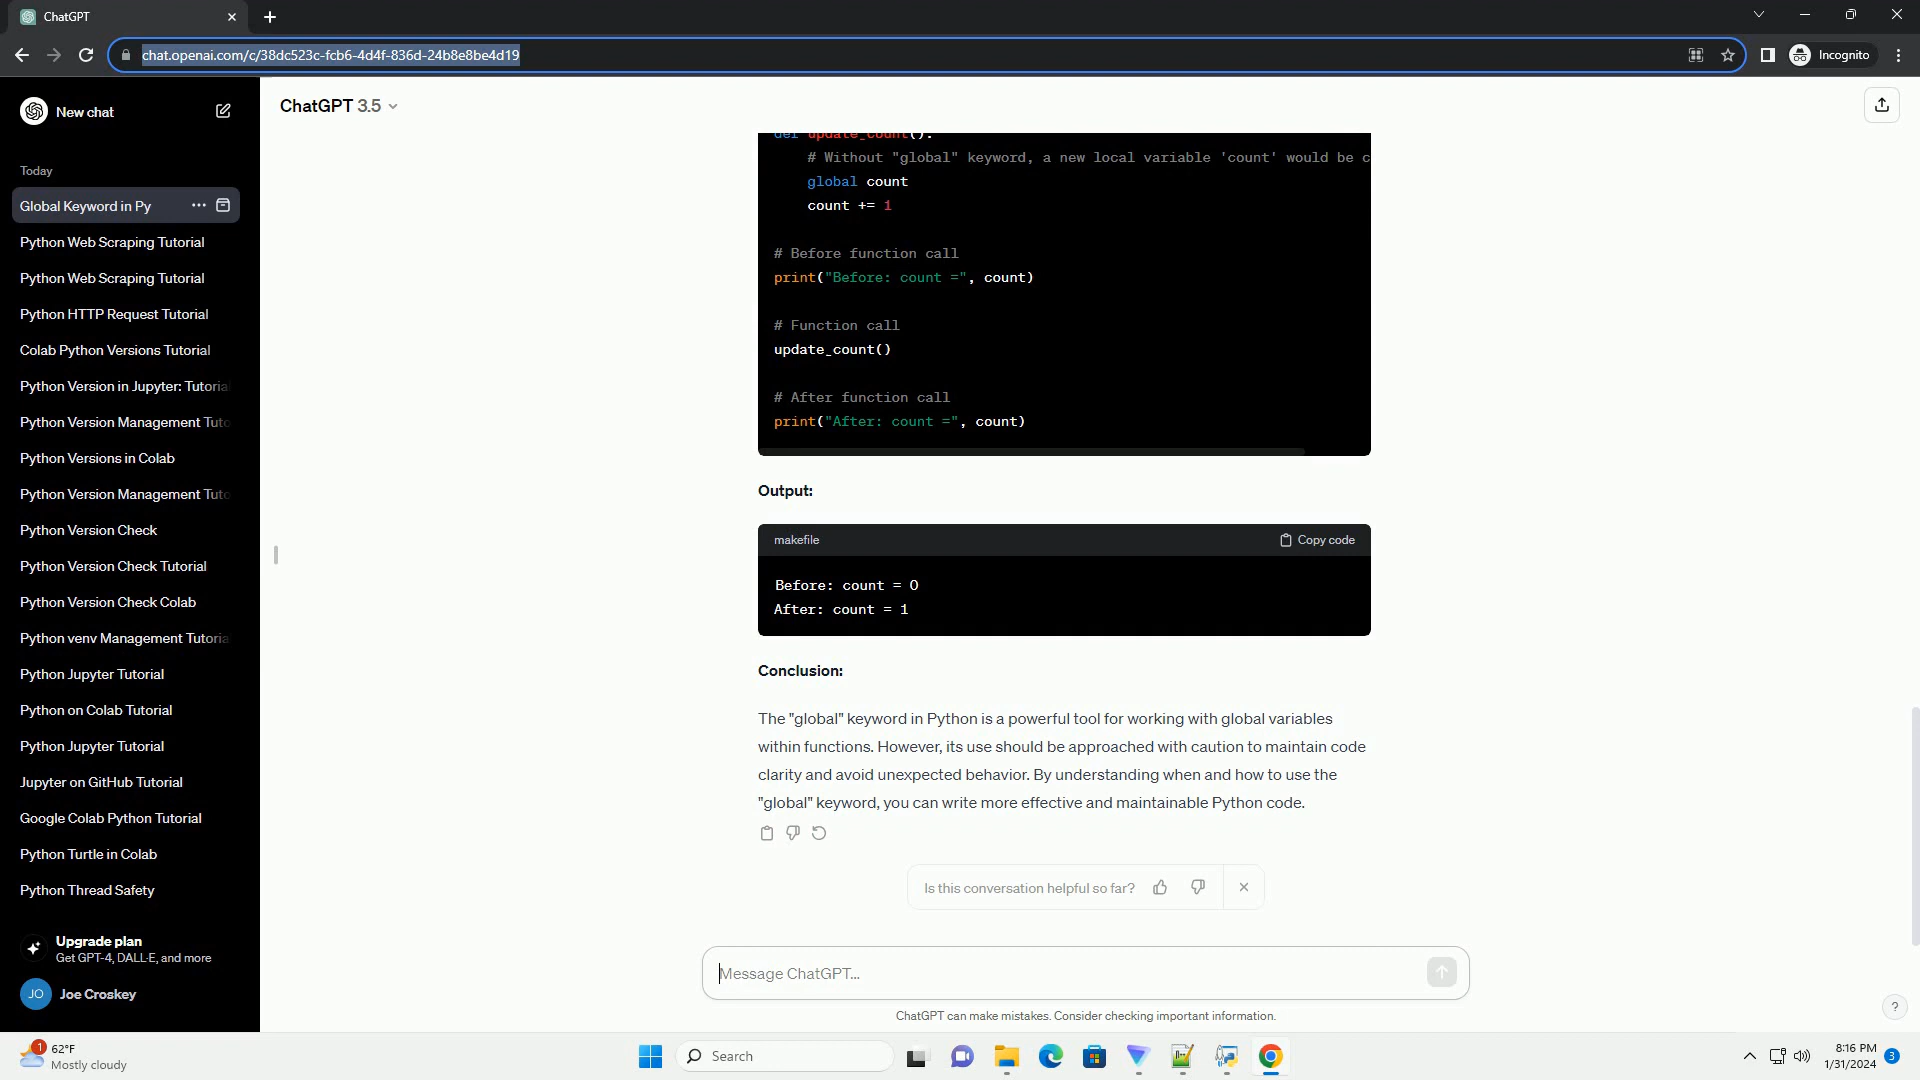 ChatGPT
chat.openai.com/c/38dc523c-fcb6-4d4f-836d-24b8e8be4d19
Incognito
New chat
ChatGPT 3.5
Today
Global Keyword in Py
Python Web Scraping Tutorial
Python Web Scraping Tutorial
Python HTTP Request Tutorial
Colab Python Versions Tutorial
Python Version in Jupyter: Tutoria
Python Version Management Tuto
Python Versions in Colab
Python Version Management Tuto
Python Version Check
Python Version Check Tutorial
Python Version Check Colab
Python venv Management Tutoria
Python Jupyter Tutorial
Python on Colab Tutorial
Python Jupyter Tutorial
Jupyter on GitHub Tutorial
Google Colab Python Tutorial
Python Turtle in Colab
Python Thread Safety
Upgrade plan
Get GPT-4, DALL·E, and more
JO Joe Croskey
def update_count():
# Without "global" keyword, a new local variable 'count' would be c
global count
count += 1
# Before function call
print("Before: count =", count)
# Function call
update_count()
# After function call
print("After: count =", count)
Output:
makefile
Copy code
Before: count = 0
After: count = 1
Conclusion:
The "global" keyword in Python is a powerful tool for working with global variables
within functions. However, its use should be approached with caution to maintain code
clarity and avoid unexpected behavior. By understanding when and how to use the
"global" keyword, you can write more effective and maintainable Python code.
Is this conversation helpful so far?
Message ChatGPT...
ChatGPT can make mistakes. Consider checking important information.
?
1
62°F
Mostly cloudy
Search
8:16 PM
1/31/2024
3